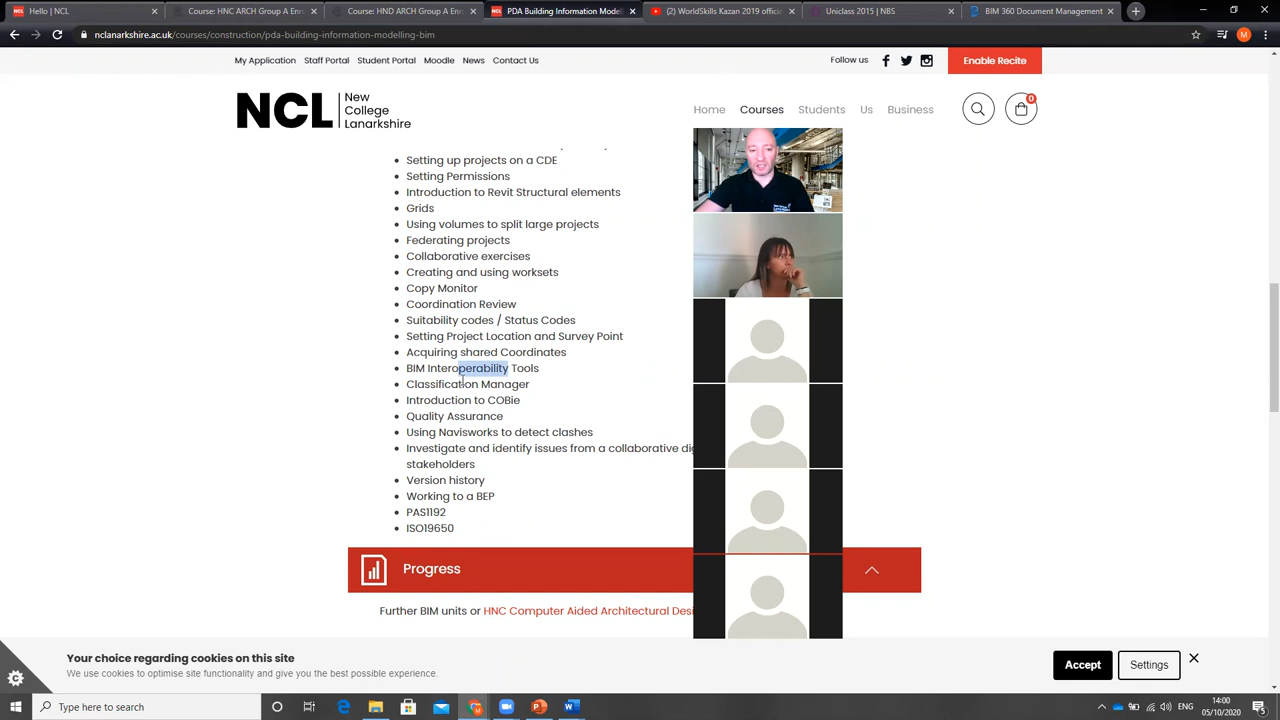 Hello | NCL
Course: HNC ARCH Group A Enr
Course: HND ARCH Group A Enr
PDA Building Information Model
(2) WorldSkills Kazan 2019 offici
Uniclass 2015 | NBS
BIM 360 Document Management
nclanarkshire.ac.uk/courses/construction/pda-building-information-modelling-bim
My Application Staff Portal Student Portal Moodle News Contact Us
Follow us
Enable Recite
NCL New College Lanarkshire
Home Courses Students Us Business
0
Setting up projects on a CDE
Setting Permissions
Introduction to Revit Structural elements
Grids
Using volumes to split large projects
Federating projects
Collaborative exercises
Creating and using worksets
Copy Monitor
Coordination Review
Suitability codes / Status Codes
Setting Project Location and Survey Point
Acquiring shared Coordinates
BIM Interoperability Tools
Classification Manager
Introduction to COBie
Quality Assurance
Using Navisworks to detect clashes
Investigate and identify issues from a collaborative dig
stakeholders
Version history
Working to a BEP
PAS1192
ISO19650
Progress
Further BIM units or HNC Computer Aided Architectural Desi
Your choice regarding cookies on this site
We use cookies to optimise site functionality and give you the best possible experience.
Accept
Settings
Type here to search
ENG
14:00
05/10/2020